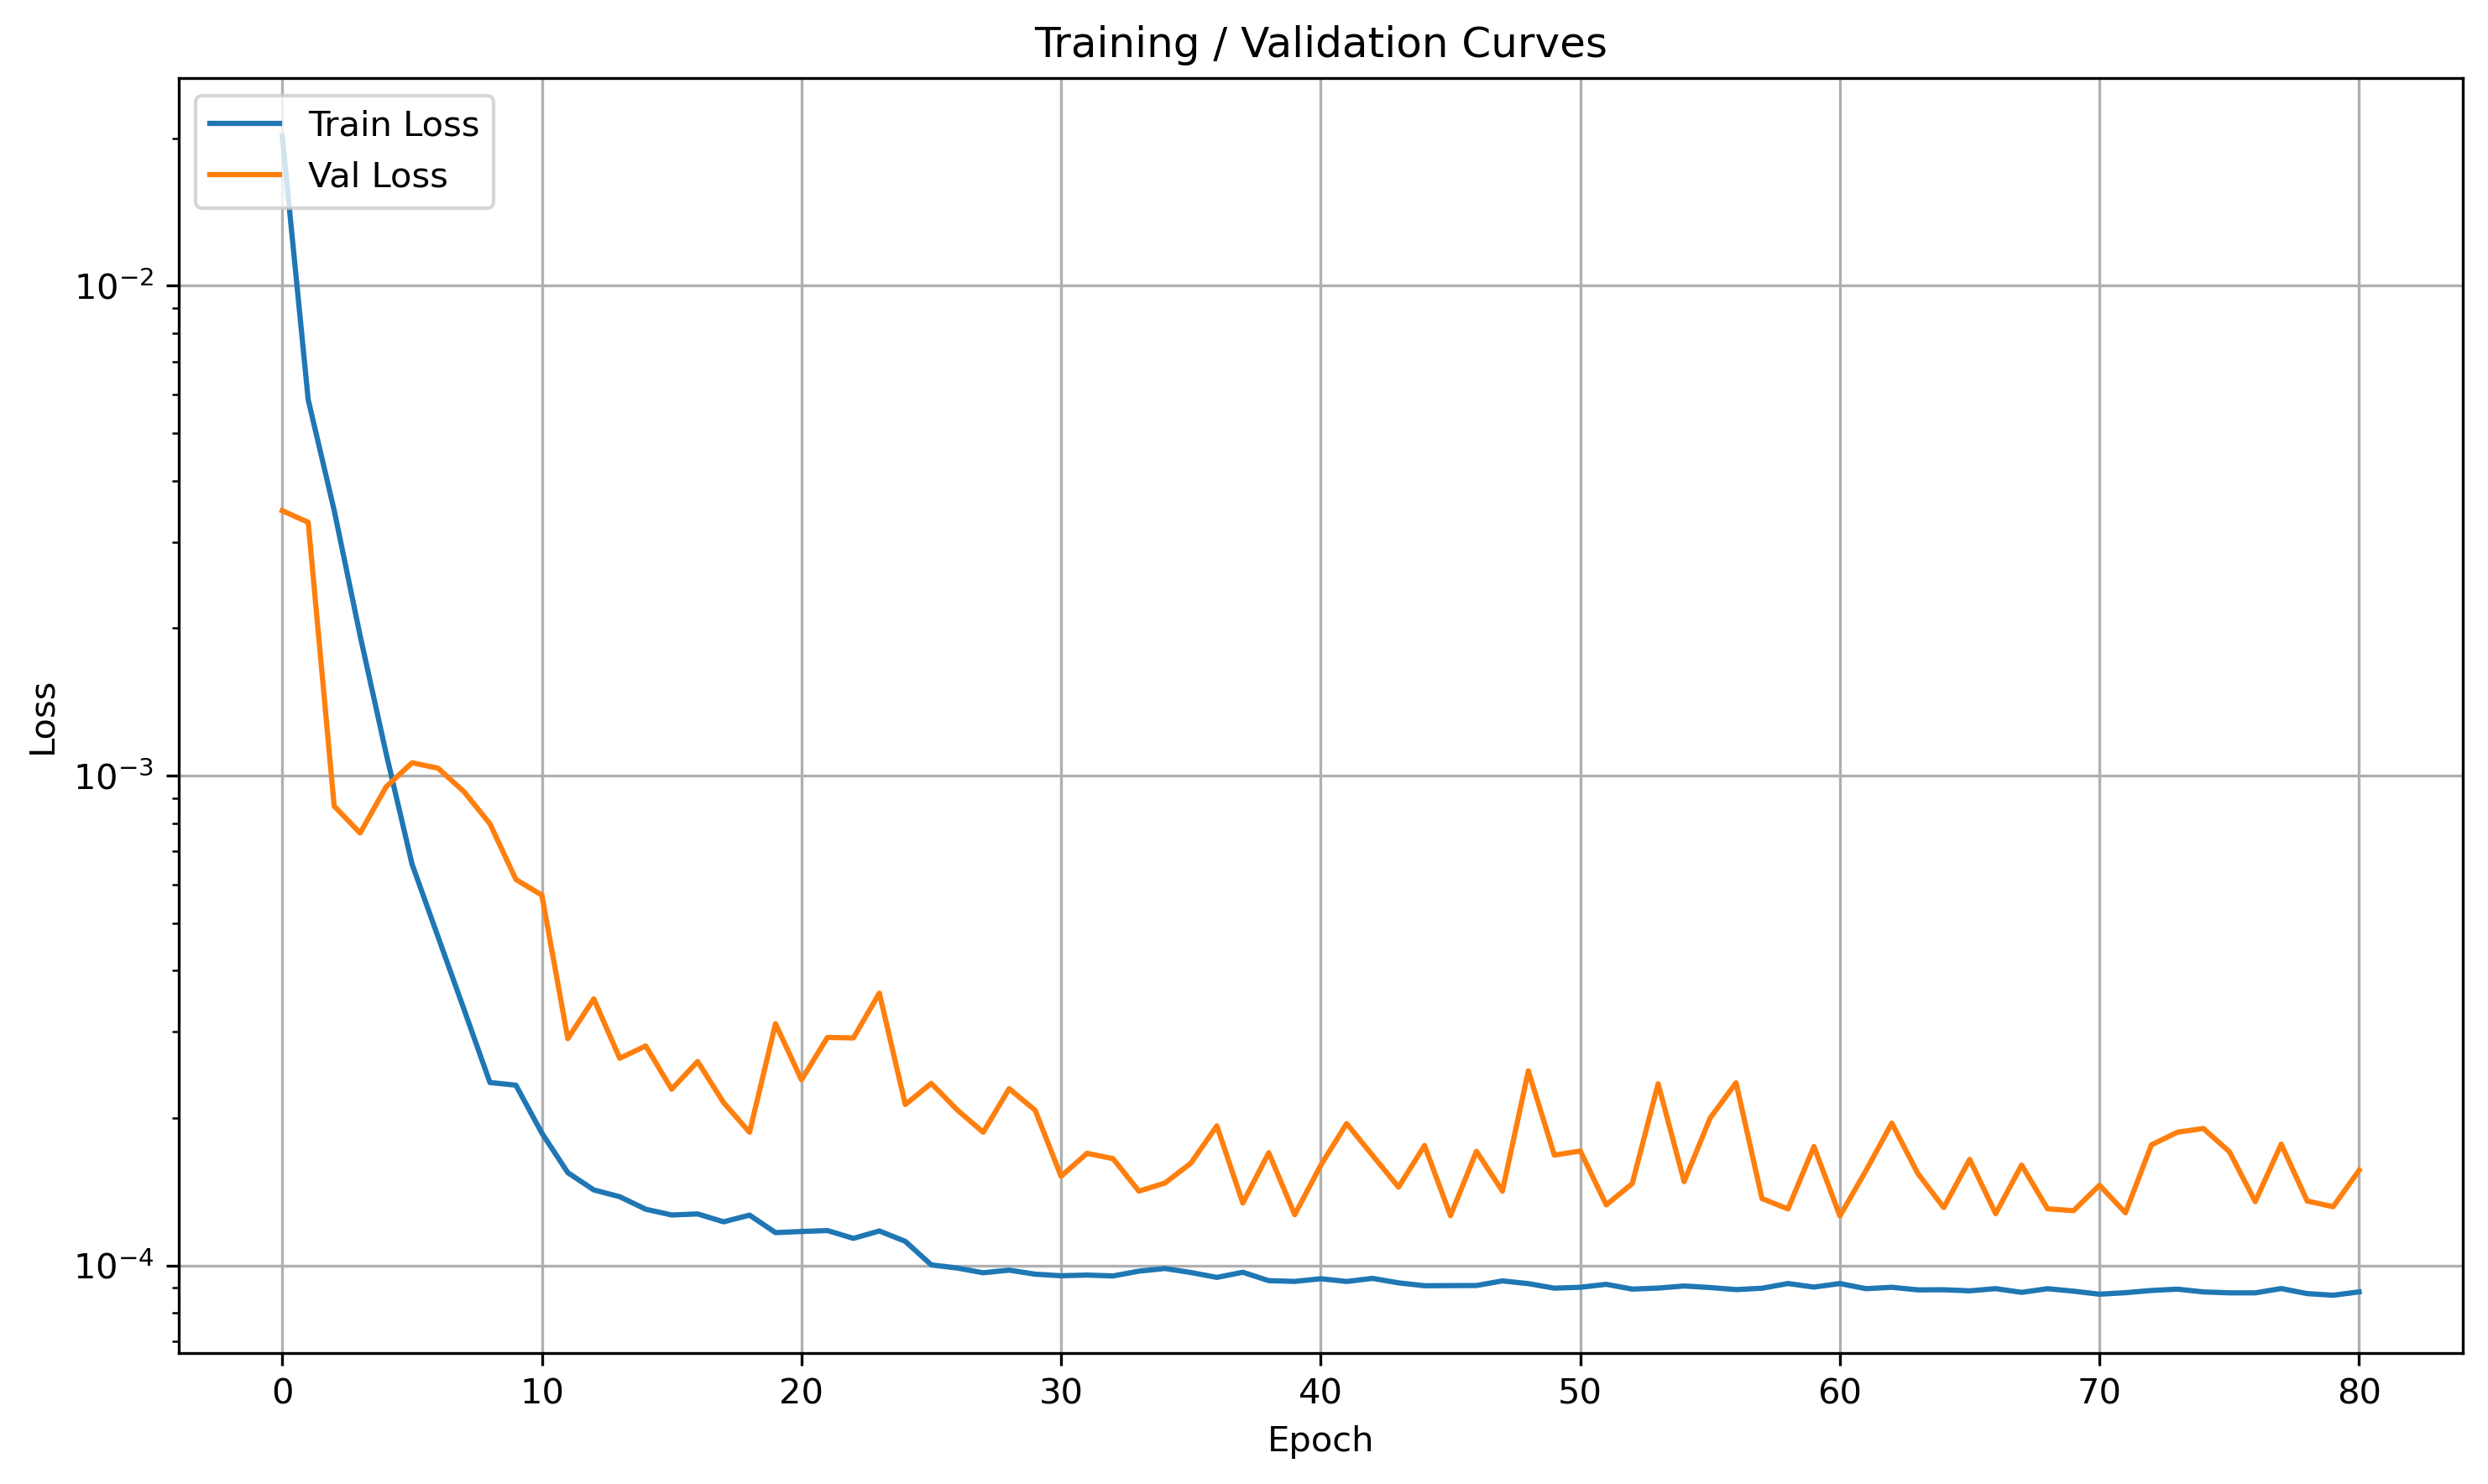 Training / Validation Curves
Train Loss
Val Loss
10⁻²
10⁻³
10⁻⁴
Loss
0 10 20 30 40 50 60 70 80
Epoch